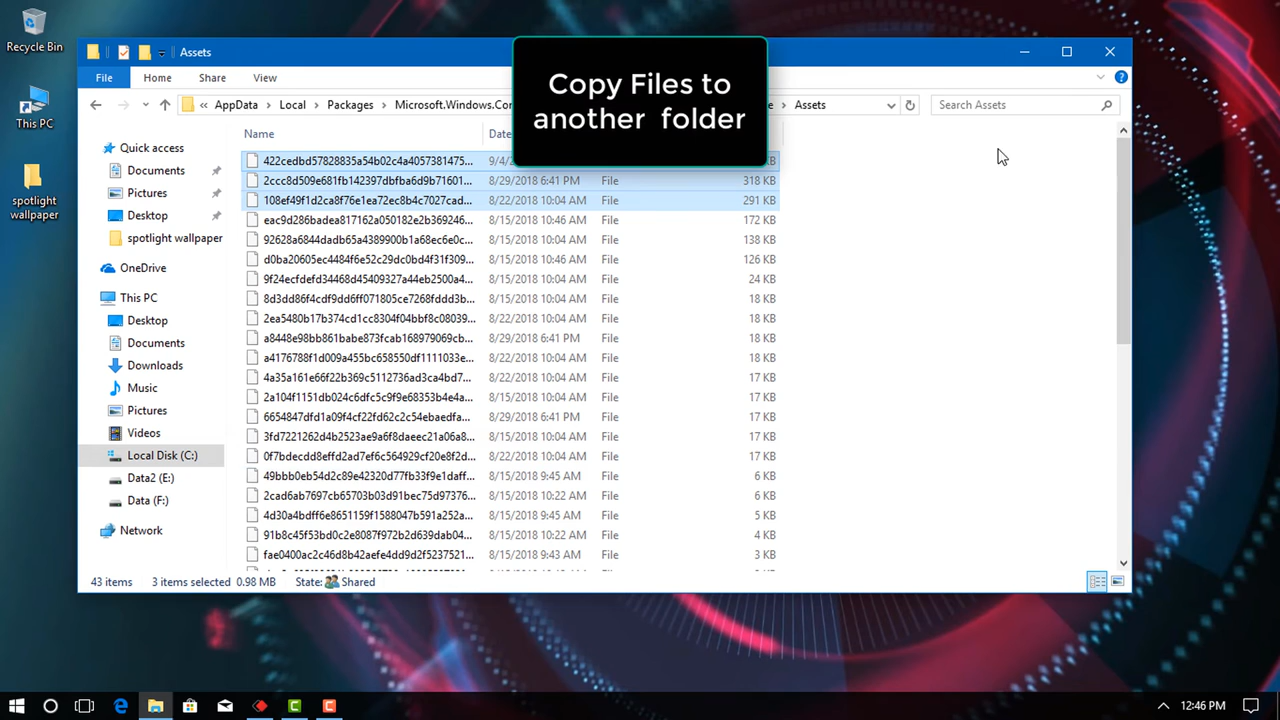 Recycle Bin
This PC
spotlight
wallpaper
Assets
Copy Files to
another folder
File Home Share View
« AppData › Local › Packages › Microsoft.Windows.Con › Assets
Search Assets
Quick access
Documents
Pictures
Desktop
spotlight wallpaper
OneDrive
This PC
Desktop
Documents
Downloads
Music
Pictures
Videos
Local Disk (C:)
Data2 (E:)
Data (F:)
Network
Name
422cedbd57828835a54b02c4a4057381475... 9/4/2
2ccc8d509e681fb142397dbfba6d9b71601... 8/29/2018 6:41 PM File 318 KB
108ef49f1d2ca8f76e1ea72ec8b4c7027cad... 8/22/2018 10:04 AM File 291 KB
eac9d286badea817162a050182e2b369246... 8/15/2018 10:46 AM File 172 KB
92628a6844dadb65a4389900b1a68ec6e0c... 8/15/2018 10:04 AM File 138 KB
d0ba20605ec4484f6e52c29dc0bd4f31f309... 8/15/2018 10:46 AM File 126 KB
9f24ecfdefd34468d45409327a44eb2500a4... 8/22/2018 10:04 AM File 24 KB
8d3dd86f4cdf9dd6ff071805ce7268fddd3b... 8/15/2018 10:04 AM File 18 KB
2ea5480b17b374cd1cc8304f04bbf8c08039... 8/22/2018 10:04 AM File 18 KB
a8448e98bb861babe873fcab168979069cb... 8/29/2018 6:41 PM File 18 KB
a4176788f1d009a455bc658550df1111033e... 8/22/2018 10:04 AM File 18 KB
4a35a161e66f22b369c5112736ad3ca4bd7... 8/22/2018 10:04 AM File 17 KB
2a104f1151db024c6dfc5c9f9e68353b4e4a... 8/15/2018 10:04 AM File 17 KB
6654847dfd1a09f4cf22fd62c2c54ebaedfa... 8/29/2018 6:41 PM File 17 KB
3fd7221262d4b2523ae9a6f8daeec21a06a8... 8/15/2018 10:04 AM File 17 KB
0f7bdecdd8effd2ad7ef6c564929cf20e8f2d... 8/22/2018 10:04 AM File 17 KB
49bbb0eb54d2c89e42320d77fb33f9e1daff... 8/15/2018 9:45 AM File 6 KB
2cad6ab7697cb65703b03d91bec75d97376... 8/15/2018 10:22 AM File 6 KB
4d30a4bdff6e8651159f1588047b591a252a... 8/15/2018 9:45 AM File 5 KB
91b8c45f53bd0c2e8087f972b2d639dab04... 8/15/2018 10:22 AM File 4 KB
fae0400ac2c46d8b42aefe4dd9d2f5237521... 8/15/2018 9:43 AM File 3 KB
43 items 3 items selected 0.98 MB State: Shared
12:46 PM